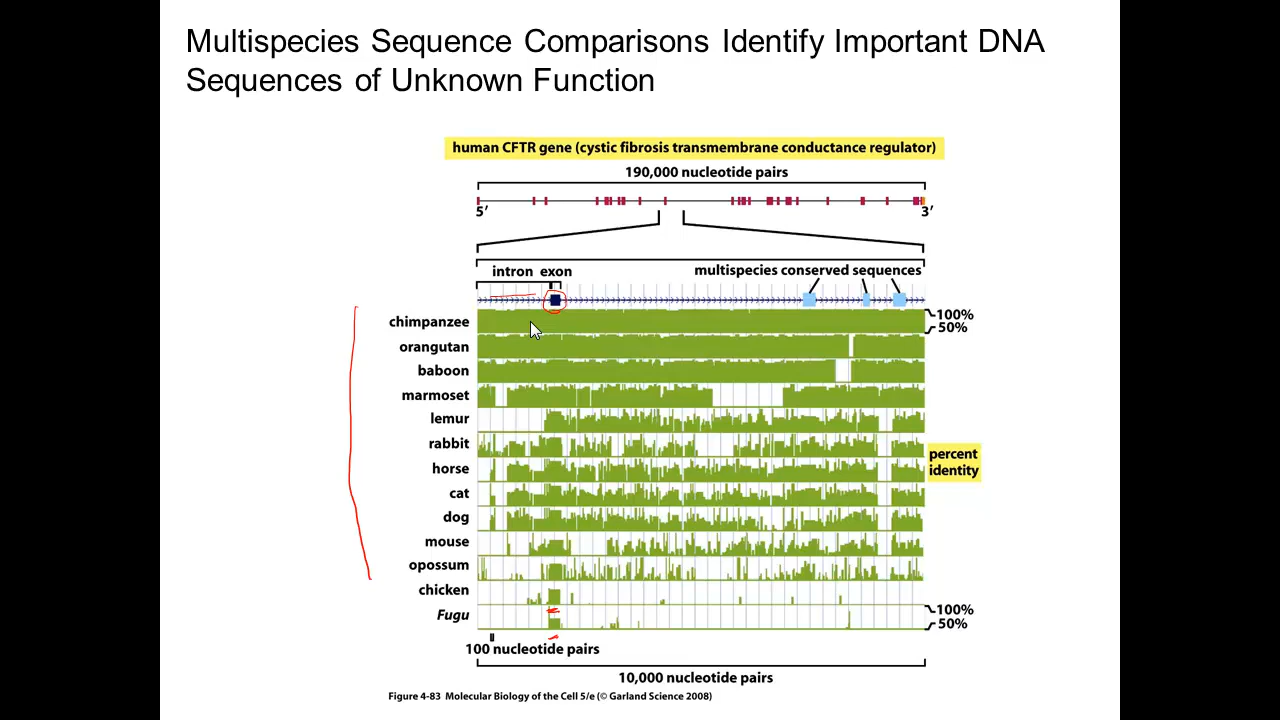 Multispecies Sequence Comparisons Identify Important DNA
Sequences of Unknown Function
human CFTR gene (cystic fibrosis transmembrane conductance regulator)
190,000 nucleotide pairs
5′ 3′
intron exon multispecies conserved sequences
chimpanzee 100%
50%
orangutan
baboon
marmoset
lemur
rabbit
percent
identity
horse
cat
dog
mouse
opossum
chicken
Fugu 100%
50%
100 nucleotide pairs
10,000 nucleotide pairs
Figure 4-83 Molecular Biology of the Cell 5/e (© Garland Science 2008)